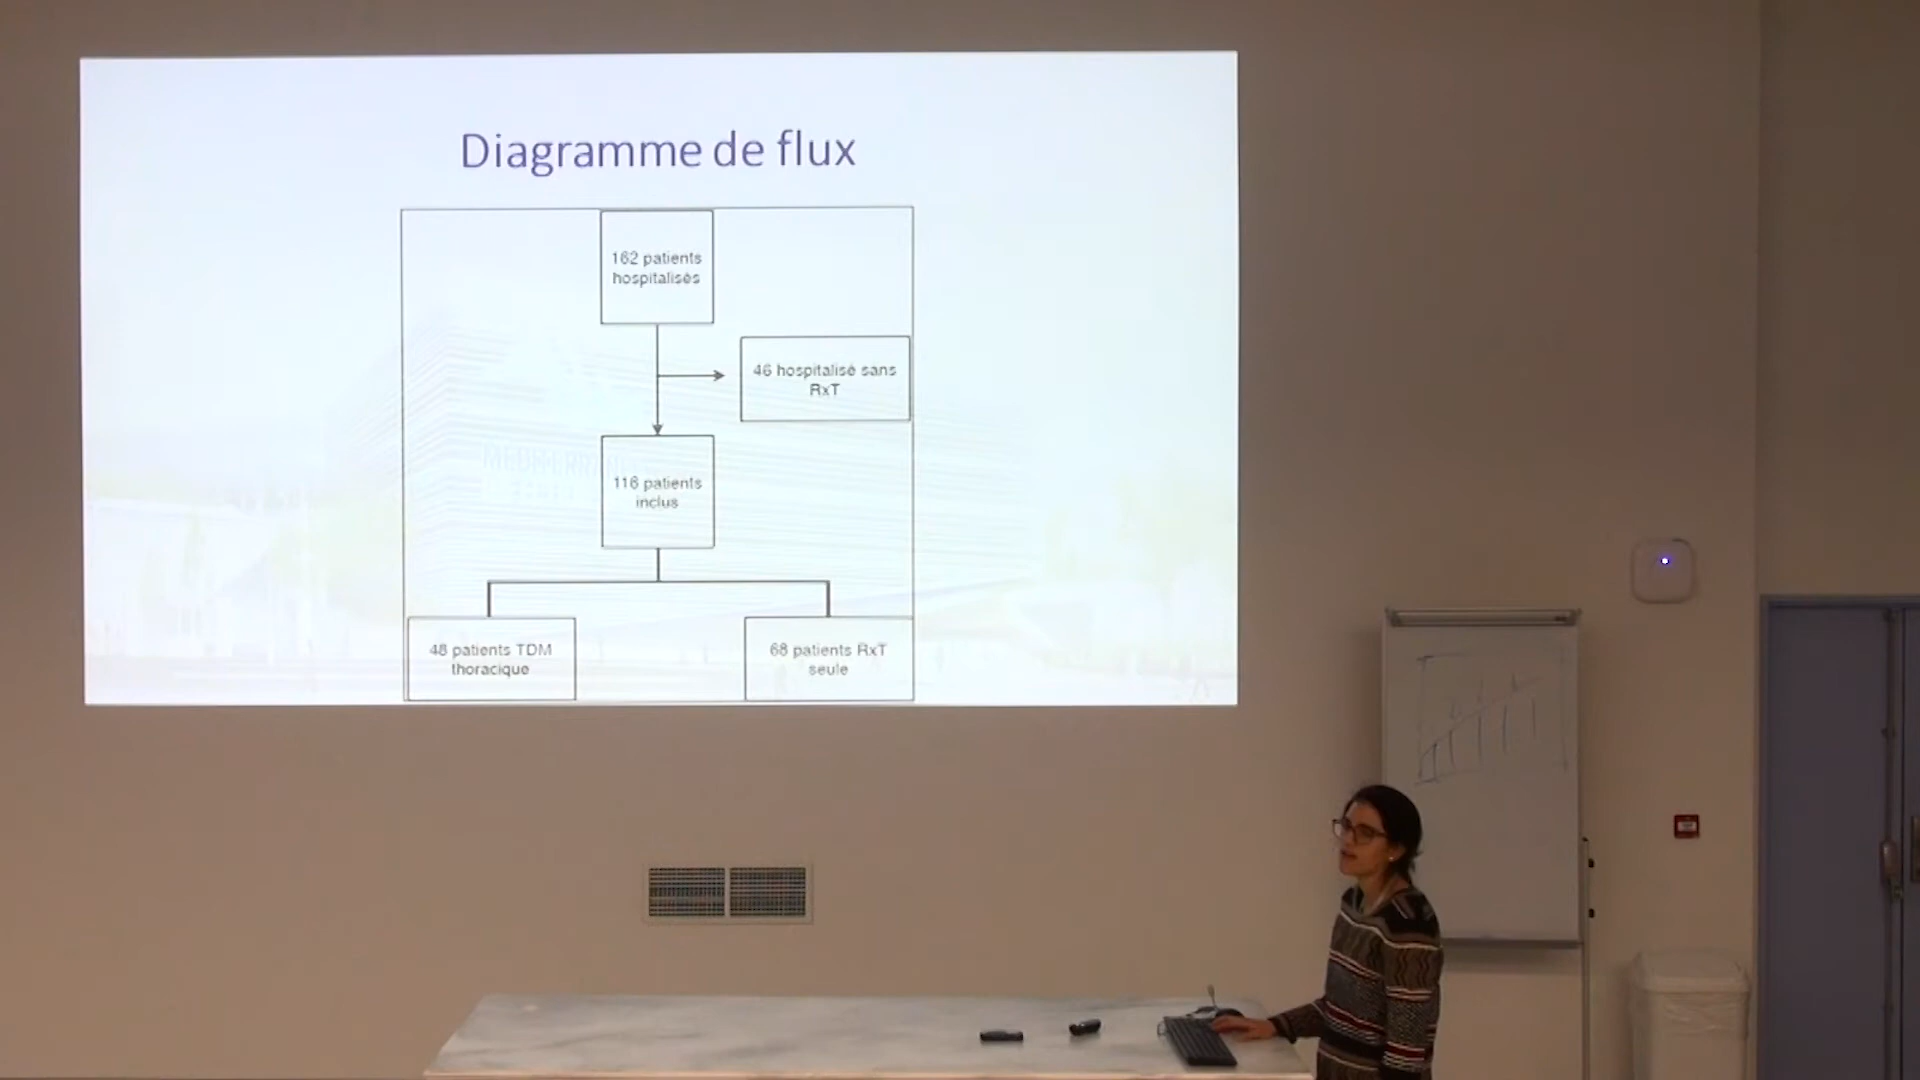 Diagramme de flux
162 patients
hospitalisés
46 hospitalisé sans
RxT
116 patients
inclus
48 patients TDM
thoracique
68 patients RxT
seule